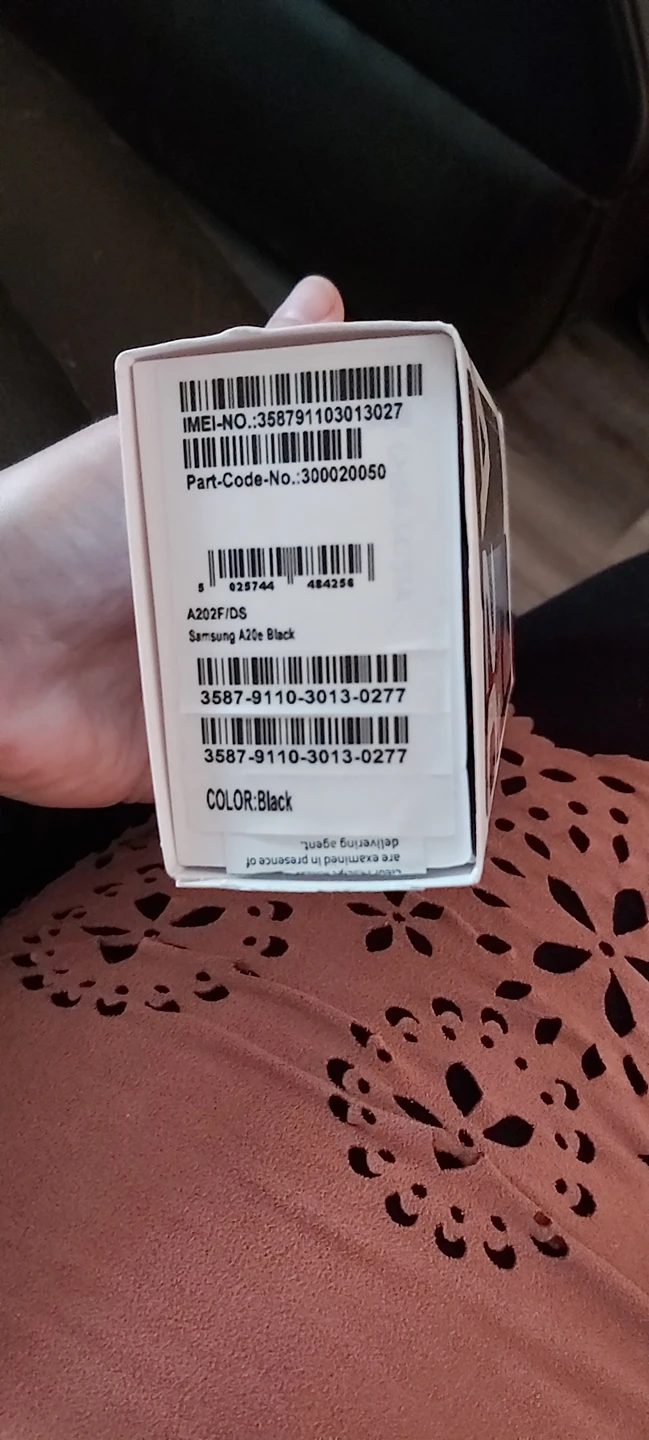 IMEI-NO.:358791103013027
Part-Code-No.:300020050
5 025744 484256
A202F/DS
Samsung A20e Black
3587-9110-3013-0277
3587-9110-3013-0277
COLOR:Black
delivering agent.
are examined in presence of